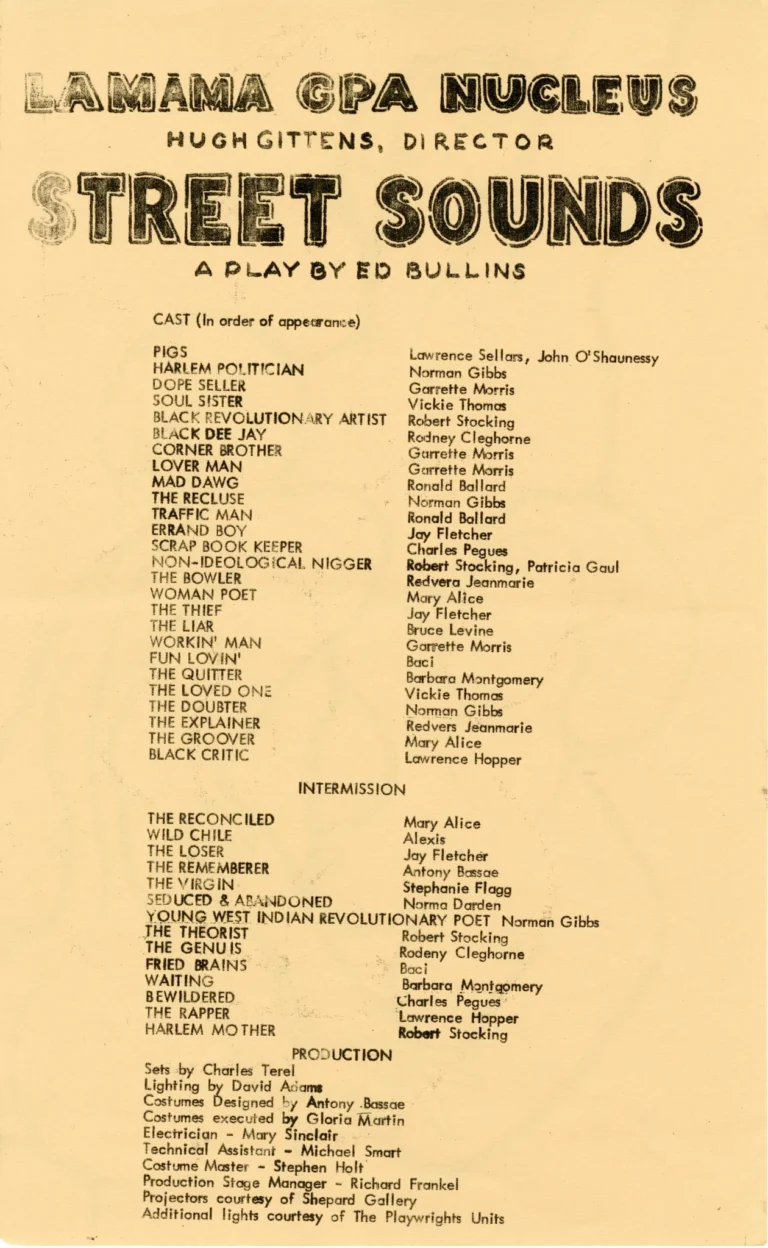 LAMAMA GPA NUCLEUS
HUGH GITTENS, DIRECTOR
STREET SOUNDS
A PLAY BY ED BULLINS
CAST (In order of appearance)
PIGS Lawrence Sellars, John O'Shaunessy
HARLEM POLITICIAN Norman Gibbs
DOPE SELLER Garrette Morris
SOUL SISTER Vickie Thomas
BLACK REVOLUTIONARY ARTIST Robert Stocking
BLACK DEE JAY Rodney Cleghorne
CORNER BROTHER Garrette Morris
LOVER MAN Garrette Morris
MAD DAWG Ronald Ballard
THE RECLUSE Norman Gibbs
TRAFFIC MAN Ronald Ballard
ERRAND BOY Jay Fletcher
SCRAP BOOK KEEPER Charles Pegues
NON-IDEOLOGICAL NIGGER Robert Stocking, Patricia Gaul
THE BOWLER Redvera Jeanmarie
WOMAN POET Mary Alice
THE THIEF Jay Fletcher
THE LIAR Bruce Levine
WORKIN' MAN Garrette Morris
FUN LOVIN' Baci
THE QUITTER Barbara Montgomery
THE LOVED ONE Vickie Thomas
THE DOUBTER Norman Gibbs
THE EXPLAINER Redvers Jeanmarie
THE GROOVER Mary Alice
BLACK CRITIC Lawrence Hopper
INTERMISSION
THE RECONCILED Mary Alice
WILD CHILE Alexis
THE LOSER Jay Fletcher
THE REMEMBERER Antony Bassae
THE VIRGIN Stephanie Flagg
SEDUCED & ABANDONED Norma Darden
YOUNG WEST INDIAN REVOLUTIONARY POET Norman Gibbs
THE THEORIST Robert Stocking
THE GENUIS Rodeny Cleghorne
FRIED BRAINS Baci
WAITING Barbara Montgomery
BEWILDERED Charles Pegues
THE RAPPER Lawrence Hopper
HARLEM MOTHER Robert Stocking
PRODUCTION
Sets by Charles Terel
Lighting by David Adams
Costumes Designed by Antony Bassae
Costumes executed by Gloria Martin
Electrician - Mary Sinclair
Technical Assistant - Michael Smart
Costume Master - Stephen Holt
Production Stage Manager - Richard Frankel
Projectors courtesy of Shepard Gallery
Additional lights courtesy of The Playwrights Units